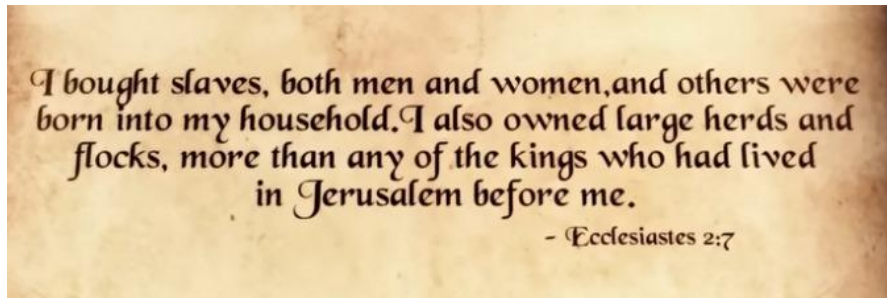 I bought slaves, both men and women,and others were
born into my household.I also owned large herds and
flocks, more than any of the kings who had lived
in Jerusalem before me.
- Ecclesiastes 2:7